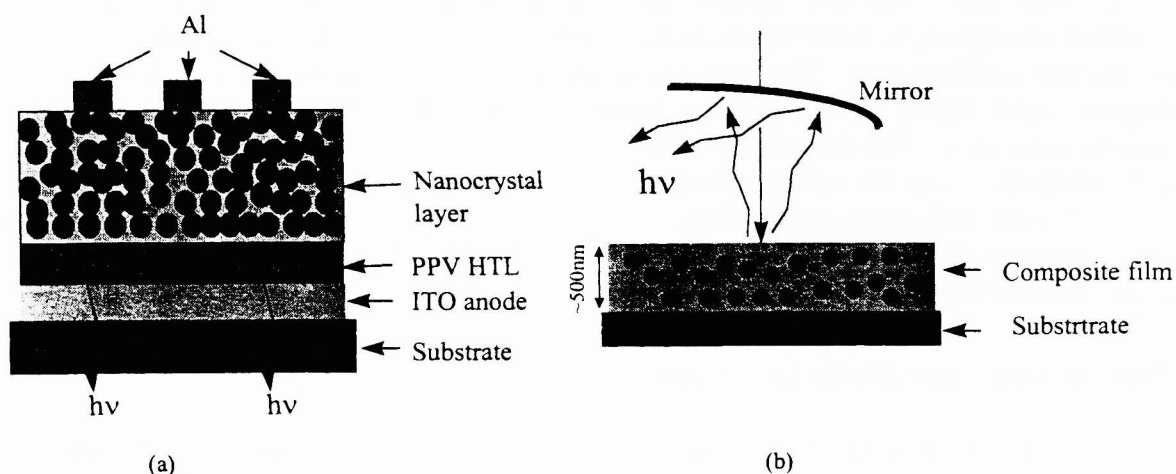 Al
Nanocrystal
layer
PPV HTL
ITO anode
Substrate
hν
hν
(a)
Mirror
hν
~500nm
Composite film
Substrtrate
(b)